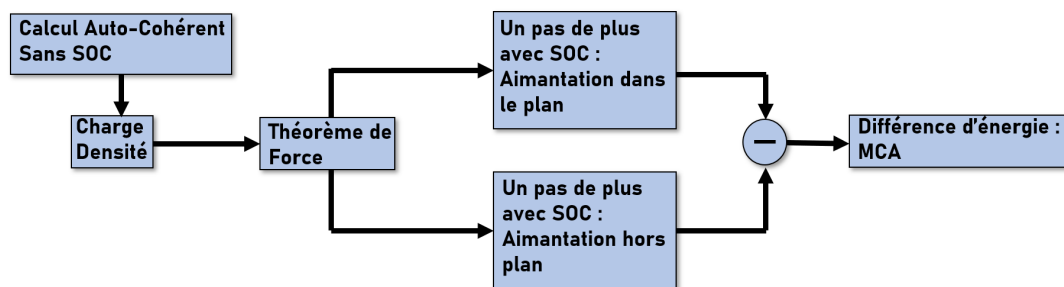 Calcul Auto-Cohérent
Sans SOC
Charge
Densité
Théorème de
Force
Un pas de plus
avec SOC :
Aimantation dans
le plan
Un pas de plus
avec SOC :
Aimantation hors
plan
−
Différence d'énergie :
MCA